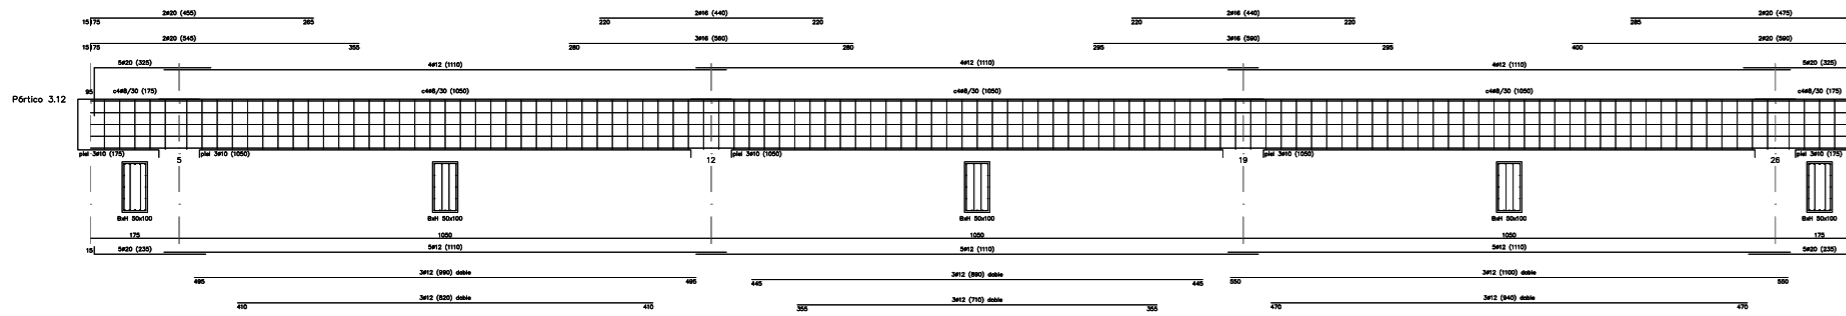 2ø20 (455) 2ø16 (440) 2ø16 (440) 2ø20 (475)
15|175 265 220 220 220 220 285
2ø20 (545) 3ø16 (560) 3ø16 (590) 2ø20 (590)
15|175 355 280 280 295 295 400
5ø20 (325) 4ø12 (1110) 4ø12 (1110) 4ø12 (1110) 5ø20 (325)
95 c4ø8/30 (175) c4ø8/30 (1050) c4ø8/30 (1050) c4ø8/30 (1050) c4ø8/30 (175)
Pórtico 3.12
piel 3ø10 (175) piel 3ø10 (1050) piel 3ø10 (1050) piel 3ø10 (1050) piel 3ø10 (175)
5 12 19 26
BxH 50x100 BxH 50x100 BxH 50x100 BxH 50x100 BxH 50x100
175 1050 1050 1050 175
15 5ø20 (235) 5ø12 (1110) 5ø12 (1110) 5ø12 (1110) 5ø20 (235)
3ø12 (990) doble 3ø12 (890) doble 3ø12 (1100) doble
495 495 445 445 550 550
3ø12 (820) doble 3ø12 (710) doble 3ø12 (940) doble
410 410 355 355 470 470